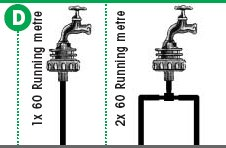 D
1x 60 Running metre
2x 60 Running metre